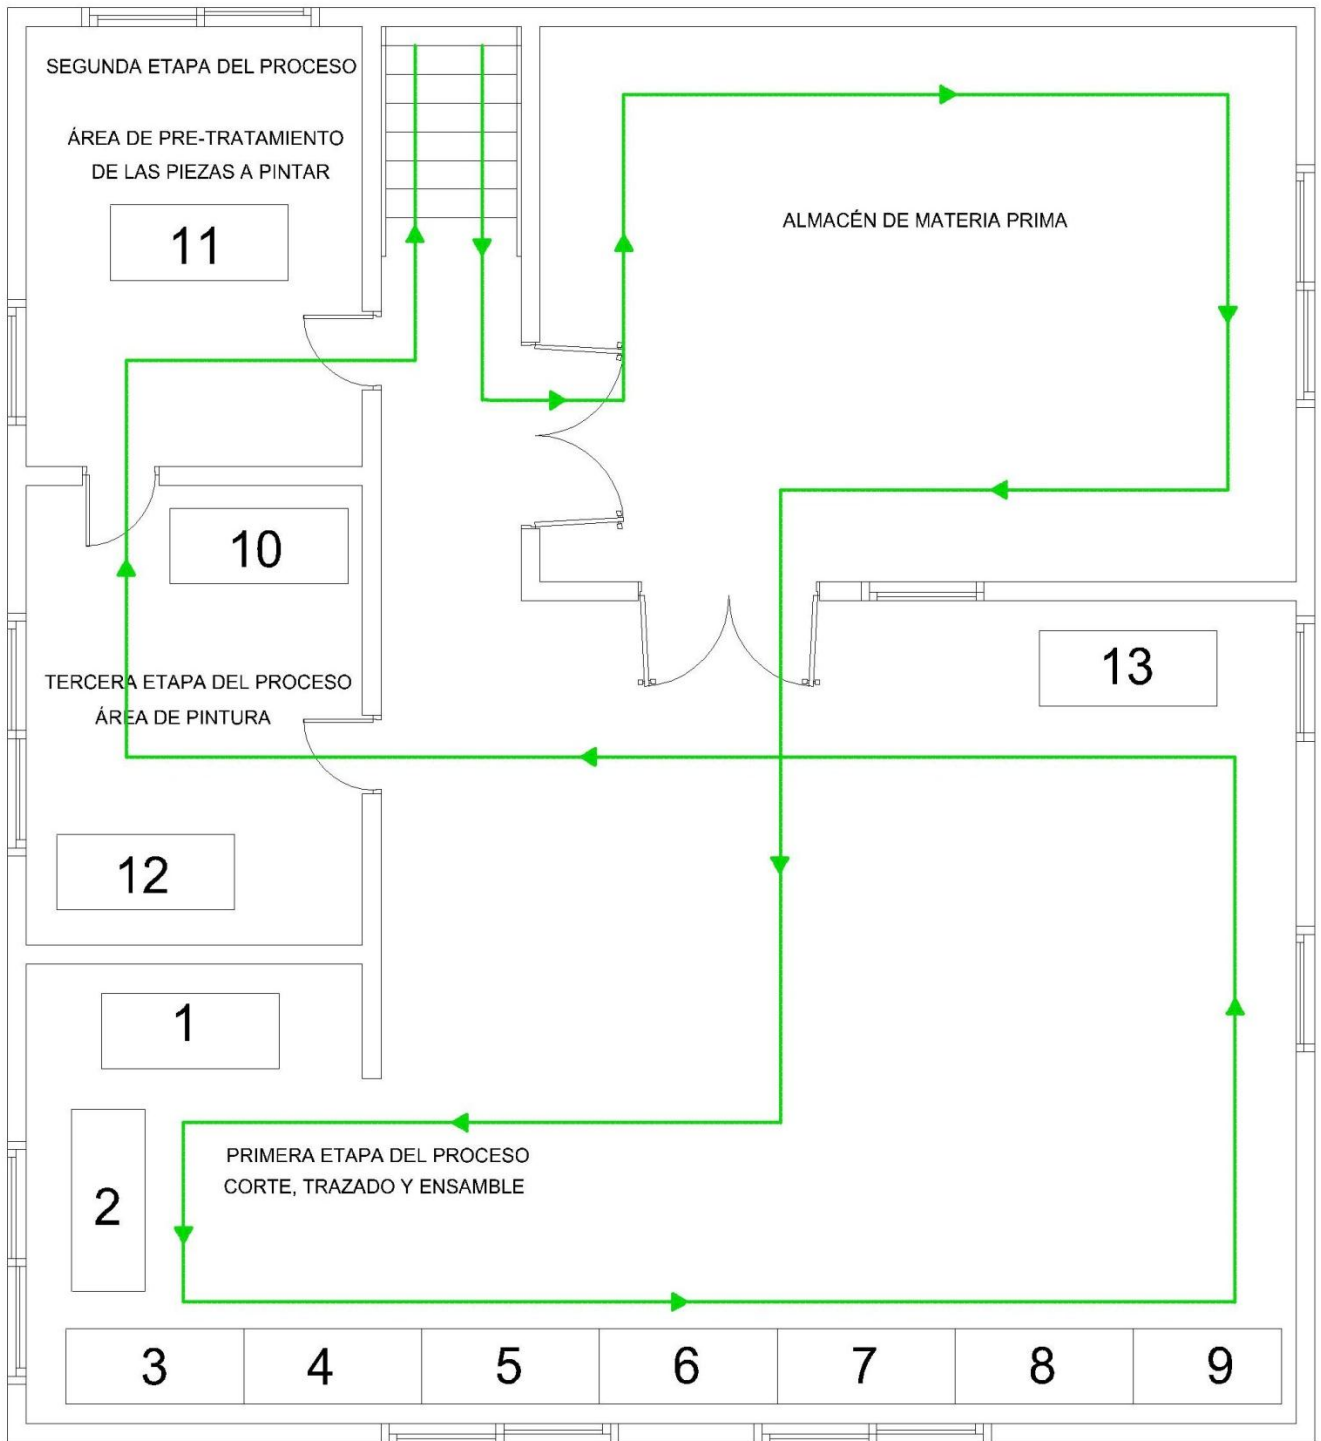 SEGUNDA ETAPA DEL PROCESO
ÁREA DE PRE-TRATAMIENTO
DE LAS PIEZAS A PINTAR
11
ALMACÉN DE MATERIA PRIMA
10
TERCERA ETAPA DEL PROCESO
ÁREA DE PINTURA
13
12
1
2
PRIMERA ETAPA DEL PROCESO
CORTE, TRAZADO Y ENSAMBLE
3 4 5 6 7 8 9